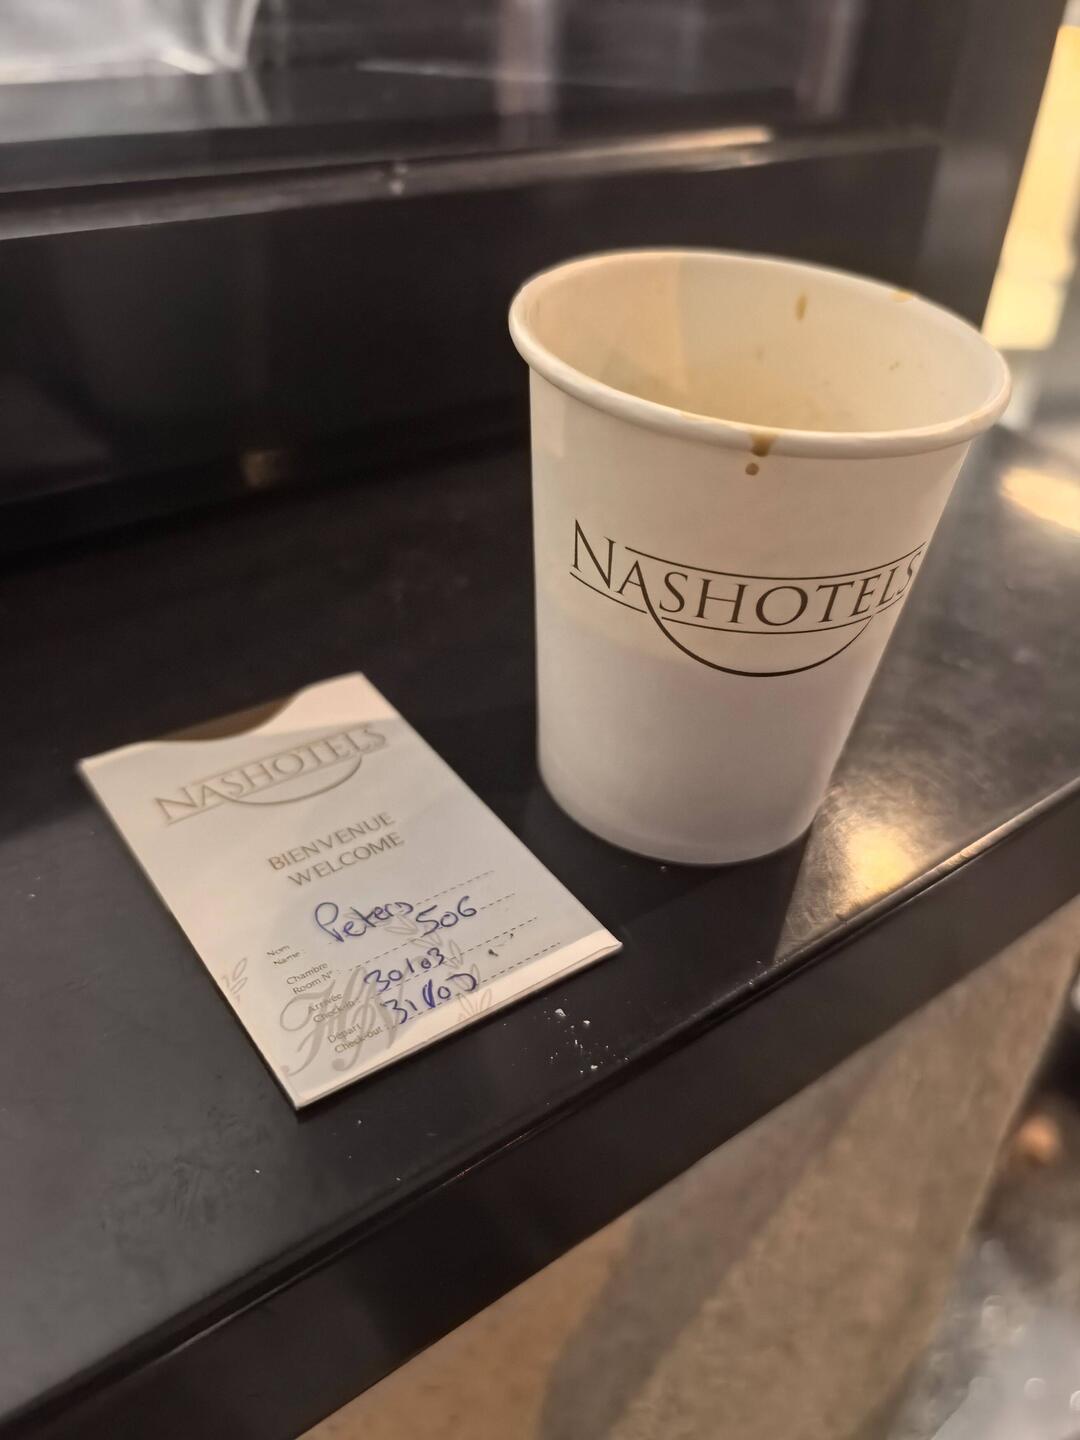 NASHOTELS
NASHOTELS
BIENVENUE
WELCOME
Nom
Name : Peters
Chambre
Room N° : 506
Arrivée
Check-in : 30/03
Départ
Check-out : 31/03